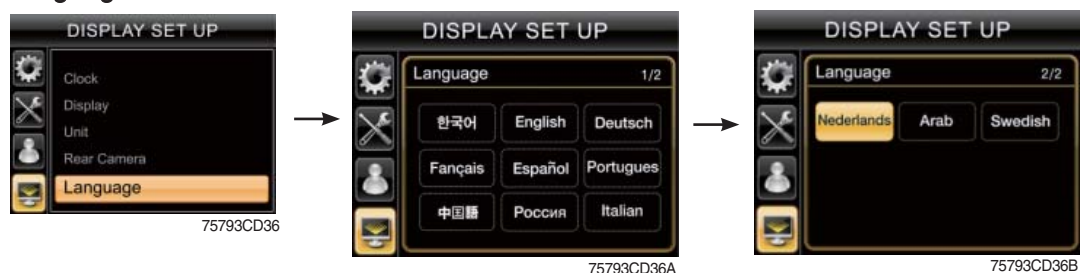 DISPLAY SET UP
Clock
Display
Unit
Rear Camera
Language
75793CD36
DISPLAY SET UP
Language 1/2
한국어 English Deutsch
Fançais Español Portugues
中国語 Россия Italian
75793CD36A
DISPLAY SET UP
Language 2/2
Nederlands Arab Swedish
75793CD36B